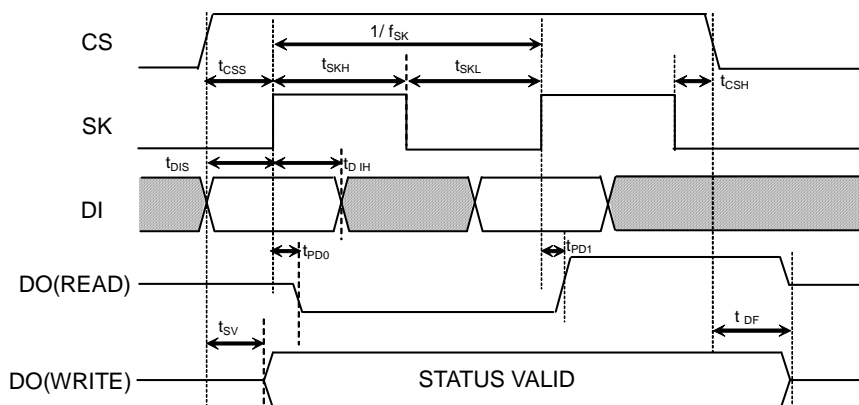 CS
1/ fSK
tCSS
tSKH
tSKL
tCSH
SK
tDIS
tD IH
DI
tPD0
tPD1
DO(READ)
tSV
t DF
DO(WRITE)
STATUS VALID